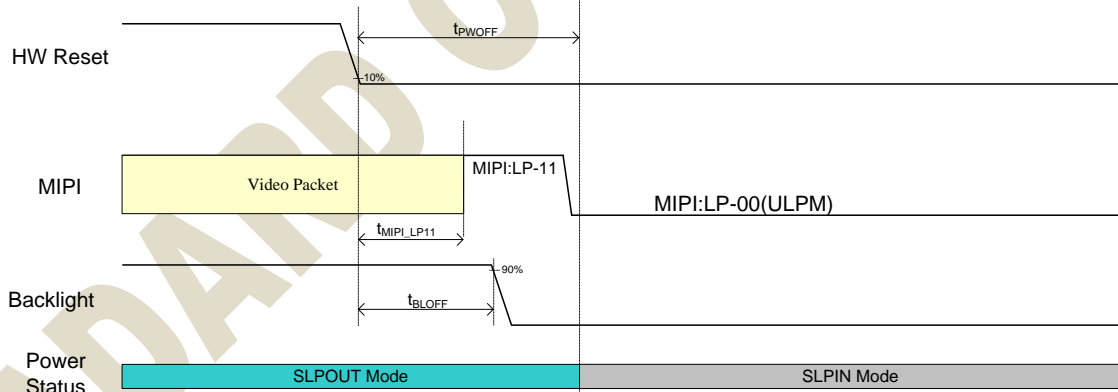 tPWOFF
HW Reset
10%
MIPI
Video Packet
MIPI:LP-11
MIPI:LP-00(ULPM)
tMIPI_LP11
90%
Backlight
tBLOFF
Power
Status
SLPOUT Mode
SLPIN Mode